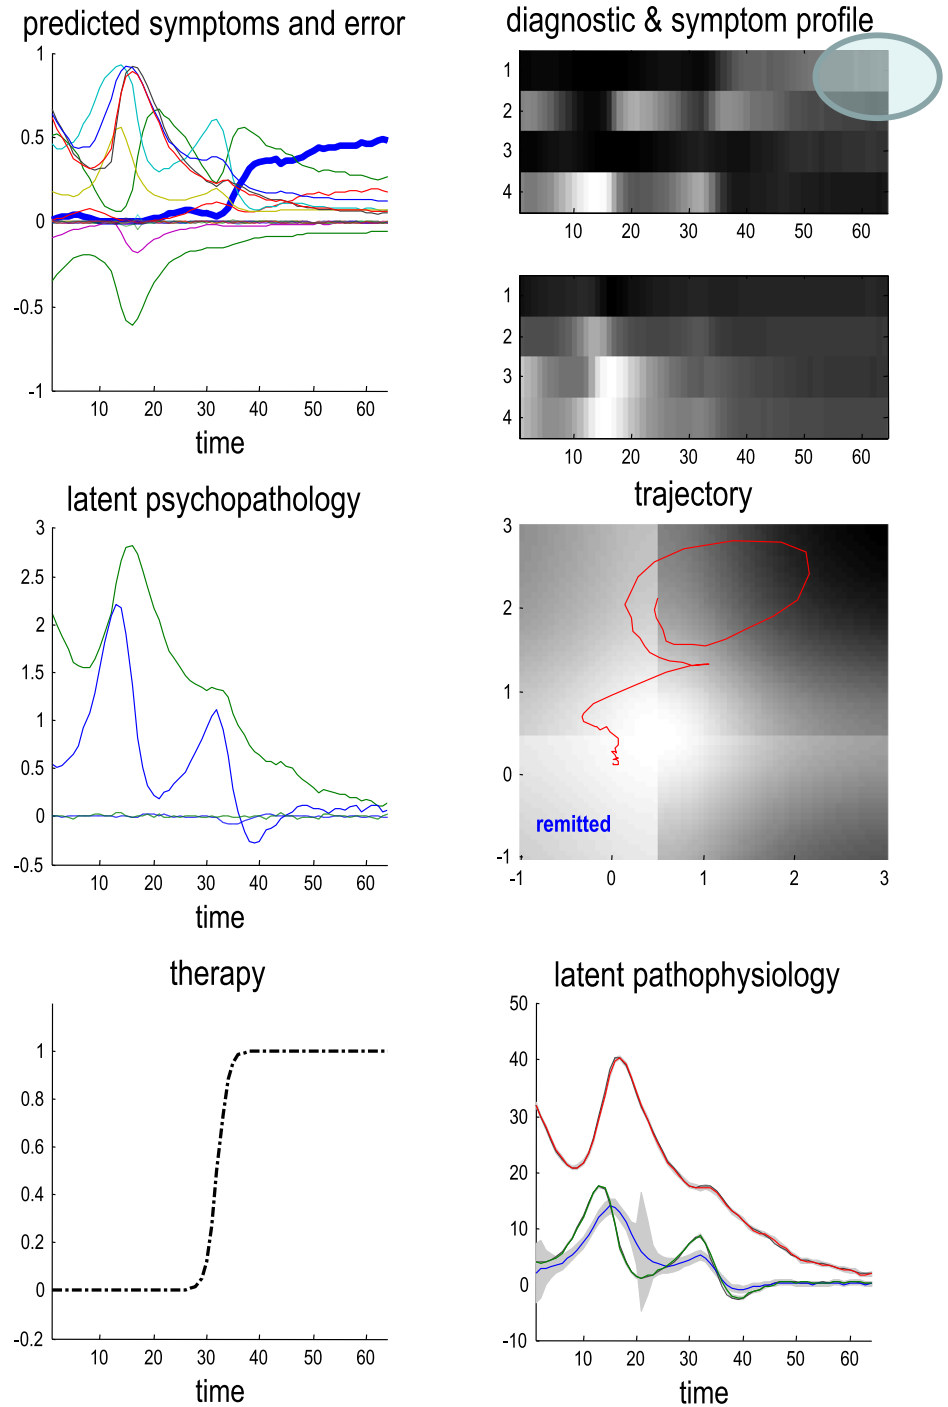 predicted symptoms and error
1
0.5
0
-0.5
-1
10 20 30 40 50 60
time
diagnostic & symptom profile
1
2
3
4
10 20 30 40 50 60
1
2
3
4
10 20 30 40 50 60
latent psychopathology
3
2.5
2
1.5
1
0.5
0
-0.5
10 20 30 40 50 60
time
trajectory
3
2
1
0
-1
remitted
-1 0 1 2 3
therapy
1
0.8
0.6
0.4
0.2
0
-0.2
10 20 30 40 50 60
time
latent pathophysiology
50
40
30
20
10
0
-10
10 20 30 40 50 60
time